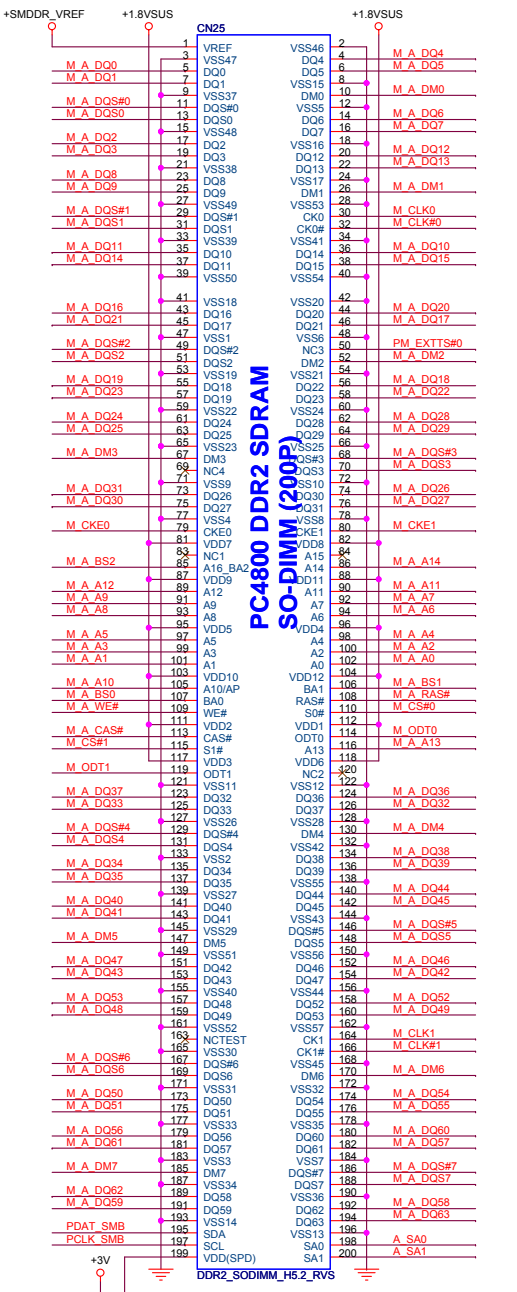 +SMDDR_VREF +1.8VSUS +1.8VSUS
CN25
1 VREF VSS46 2
3 VSS47 DQ4 4 M_A_DQ4
M_A_DQ0 5 DQ0 DQ5 6 M_A_DQ5
M_A_DQ1 7 DQ1 VSS15 8
9 VSS37 DM0 10 M_A_DM0
M_A_DQS#0 11 DQS#0 VSS5 12
M_A_DQS0 13 DQS0 DQ6 14 M_A_DQ6
15 VSS48 DQ7 16 M_A_DQ7
M_A_DQ2 17 DQ2 VSS16 18
M_A_DQ3 19 DQ3 DQ12 20 M_A_DQ12
21 VSS38 DQ13 22 M_A_DQ13
M_A_DQ8 23 DQ8 VSS17 24
M_A_DQ9 25 DQ9 DM1 26 M_A_DM1
27 VSS49 VSS53 28
M_A_DQS#1 29 DQS#1 CK0 30 M_CLK0
M_A_DQS1 31 DQS1 CK0# 32 M_CLK#0
33 VSS39 VSS41 34
M_A_DQ11 35 DQ10 DQ14 36 M_A_DQ10
M_A_DQ14 37 DQ11 DQ15 38 M_A_DQ15
39 VSS50 VSS54 40
41 VSS18 VSS20 42
M_A_DQ16 43 DQ16 DQ20 44 M_A_DQ20
M_A_DQ21 45 DQ17 DQ21 46 M_A_DQ17
47 VSS1 VSS6 48
M_A_DQS#2 49 DQS#2 NC3 50 PM_EXTTS#0
M_A_DQS2 51 DQS2 DM2 52 M_A_DM2
53 VSS19 VSS21 54
M_A_DQ19 55 DQ18 DQ22 56 M_A_DQ18
M_A_DQ23 57 DQ19 DQ23 58 M_A_DQ22
59 VSS22 VSS24 60
M_A_DQ24 61 DQ24 DQ28 62 M_A_DQ28
M_A_DQ25 63 DQ25 DQ29 64 M_A_DQ29
65 VSS23 VSS25 66
M_A_DM3 67 DM3 DQS#3 68 M_A_DQS#3
69 NC4 DQS3 70 M_A_DQS3
71 VSS9 VSS10 72
M_A_DQ31 73 DQ26 DQ30 74 M_A_DQ26
M_A_DQ30 75 DQ27 DQ31 76 M_A_DQ27
77 VSS4 VSS8 78
M_CKE0 79 CKE0 CKE1 80 M_CKE1
81 VDD7 VDD8 82
83 NC1 A15 84
M_A_BS2 85 A16_BA2 A14 86 M_A_A14
87 VDD9 VDD11 88
M_A_A12 89 A12 A11 90 M_A_A11
M_A_A9 91 A9 A7 92 M_A_A7
M_A_A8 93 A8 A6 94 M_A_A6
95 VDD5 VDD4 96
M_A_A5 97 A5 A4 98 M_A_A4
M_A_A3 99 A3 A2 100 M_A_A2
M_A_A1 101 A1 A0 102 M_A_A0
103 VDD10 VDD12 104
M_A_A10 105 A10/AP BA1 106 M_A_BS1
M_A_BS0 107 BA0 RAS# 108 M_A_RAS#
M_A_WE# 109 WE# S0# 110 M_CS#0
111 VDD2 VDD1 112
M_A_CAS# 113 CAS# ODT0 114 M_ODT0
M_CS#1 115 S1# A13 116 M_A_A13
117 VDD3 VDD6 118
M_ODT1 119 ODT1 NC2 120
121 VSS11 VSS12 122
M_A_DQ37 123 DQ32 DQ36 124 M_A_DQ36
M_A_DQ33 125 DQ33 DQ37 126 M_A_DQ32
127 VSS26 VSS28 128
M_A_DQS#4 129 DQS#4 DM4 130 M_A_DM4
M_A_DQS4 131 DQS4 VSS42 132
133 VSS2 DQ38 134 M_A_DQ38
M_A_DQ34 135 DQ34 DQ39 136 M_A_DQ39
M_A_DQ35 137 DQ35 VSS55 138
139 VSS27 DQ44 140 M_A_DQ44
M_A_DQ40 141 DQ40 DQ45 142 M_A_DQ45
M_A_DQ41 143 DQ41 VSS43 144
145 VSS29 DQS#5 146 M_A_DQS#5
M_A_DM5 147 DM5 DQS5 148 M_A_DQS5
149 VSS51 VSS56 150
M_A_DQ47 151 DQ42 DQ46 152 M_A_DQ46
M_A_DQ43 153 DQ43 DQ47 154 M_A_DQ42
155 VSS40 VSS44 156
M_A_DQ53 157 DQ48 DQ52 158 M_A_DQ52
M_A_DQ48 159 DQ49 DQ53 160 M_A_DQ49
161 VSS52 VSS57 162
163 NCTEST CK1 164 M_CLK1
165 VSS30 CK1# 166 M_CLK#1
M_A_DQS#6 167 DQS#6 VSS45 168
M_A_DQS6 169 DQS6 DM6 170 M_A_DM6
171 VSS31 VSS32 172
M_A_DQ50 173 DQ50 DQ54 174 M_A_DQ54
M_A_DQ51 175 DQ51 DQ55 176 M_A_DQ55
177 VSS33 VSS35 178
M_A_DQ56 179 DQ56 DQ60 180 M_A_DQ60
M_A_DQ61 181 DQ57 DQ61 182 M_A_DQ57
183 VSS3 VSS7 184
M_A_DM7 185 DM7 DQS#7 186 M_A_DQS#7
187 VSS34 DQS7 188 M_A_DQS7
M_A_DQ62 189 DQ58 VSS36 190
M_A_DQ59 191 DQ59 DQ62 192 M_A_DQ58
193 VSS14 DQ63 194 M_A_DQ63
PDAT_SMB 195 SDA VSS13 196
PCLK_SMB 197 SCL SA0 198 A_SA0
199 VDD(SPD) SA1 200 A_SA1
+3V
DDR2_SODIMM_H5.2_RVS
PC4800 DDR2 SDRAM
SO-DIMM (200P)